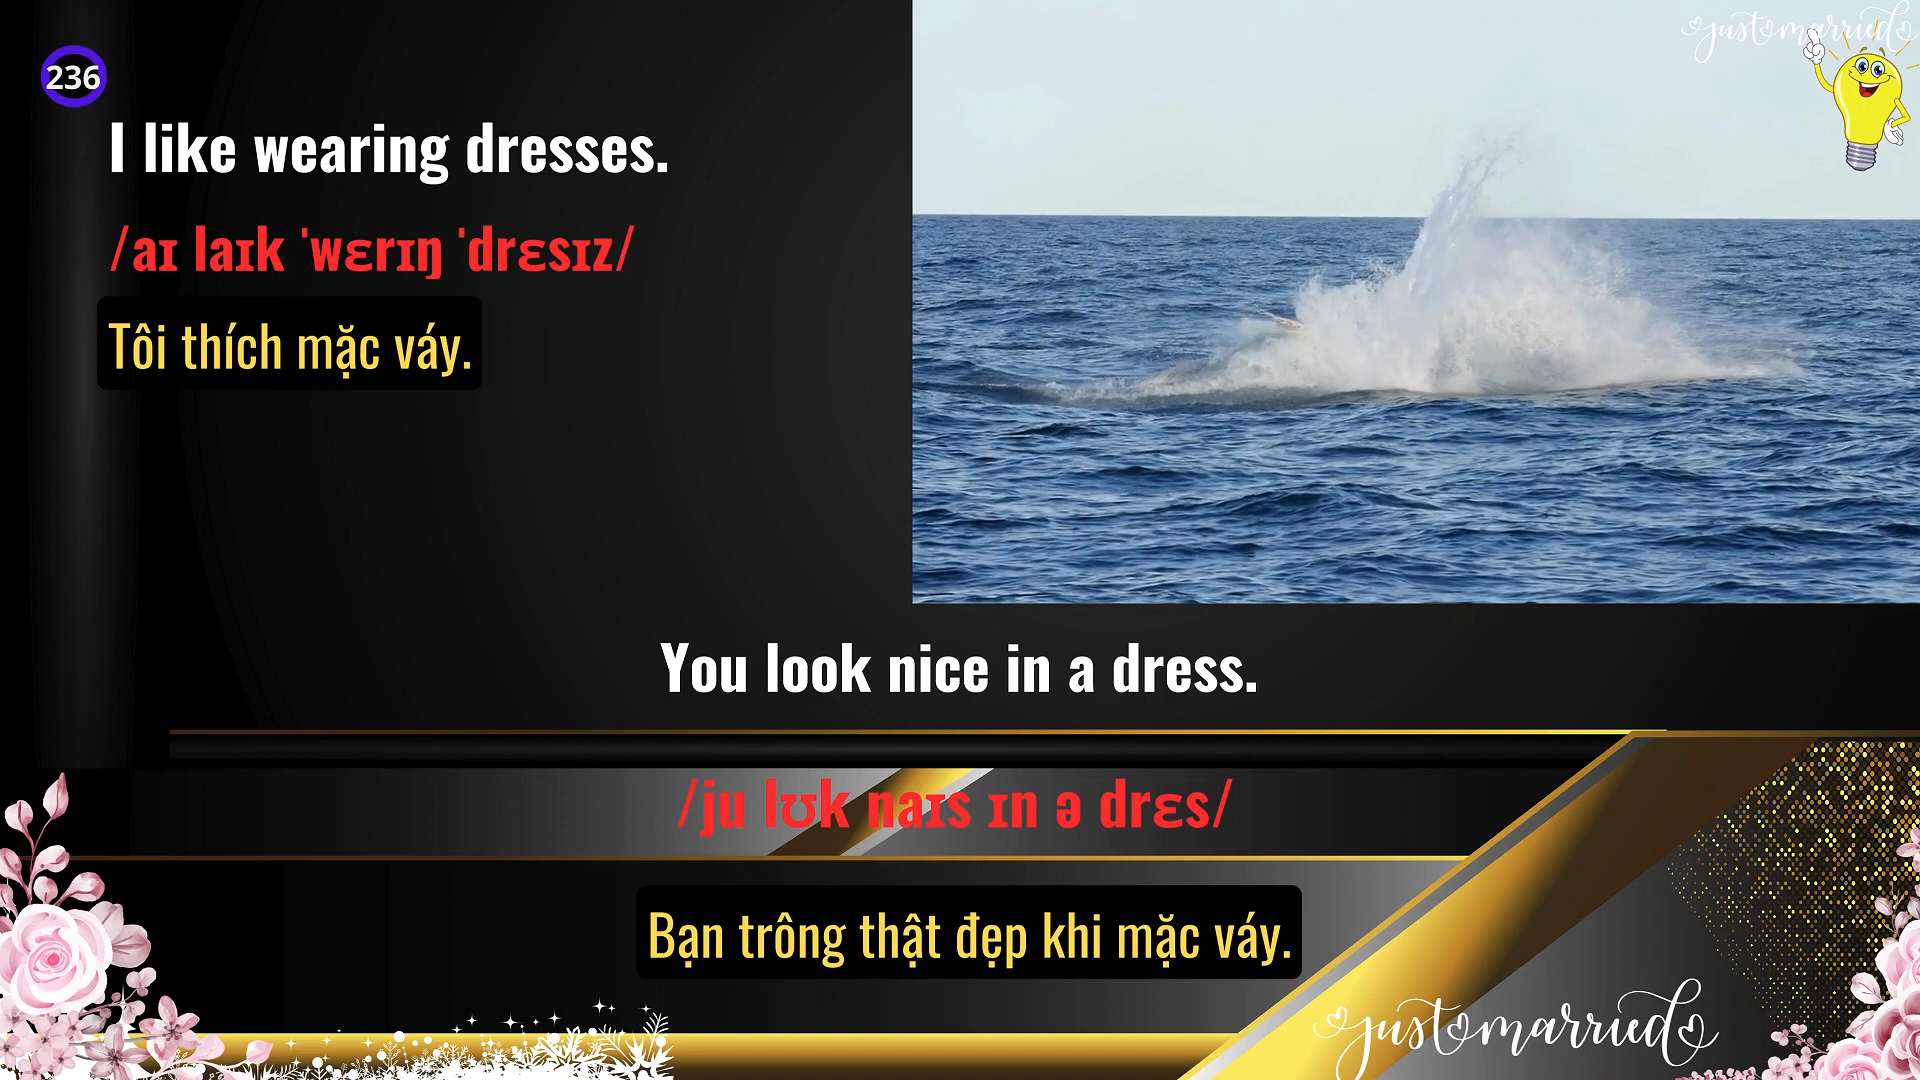 justmarried
236
I like wearing dresses.
/aɪ laɪk ˈwɛrɪŋ ˈdrɛsɪz/
Tôi thích mặc váy.
You look nice in a dress.
/ju lʊk naɪs ɪn ə drɛs/
Bạn trông thật đẹp khi mặc váy.
justmarried